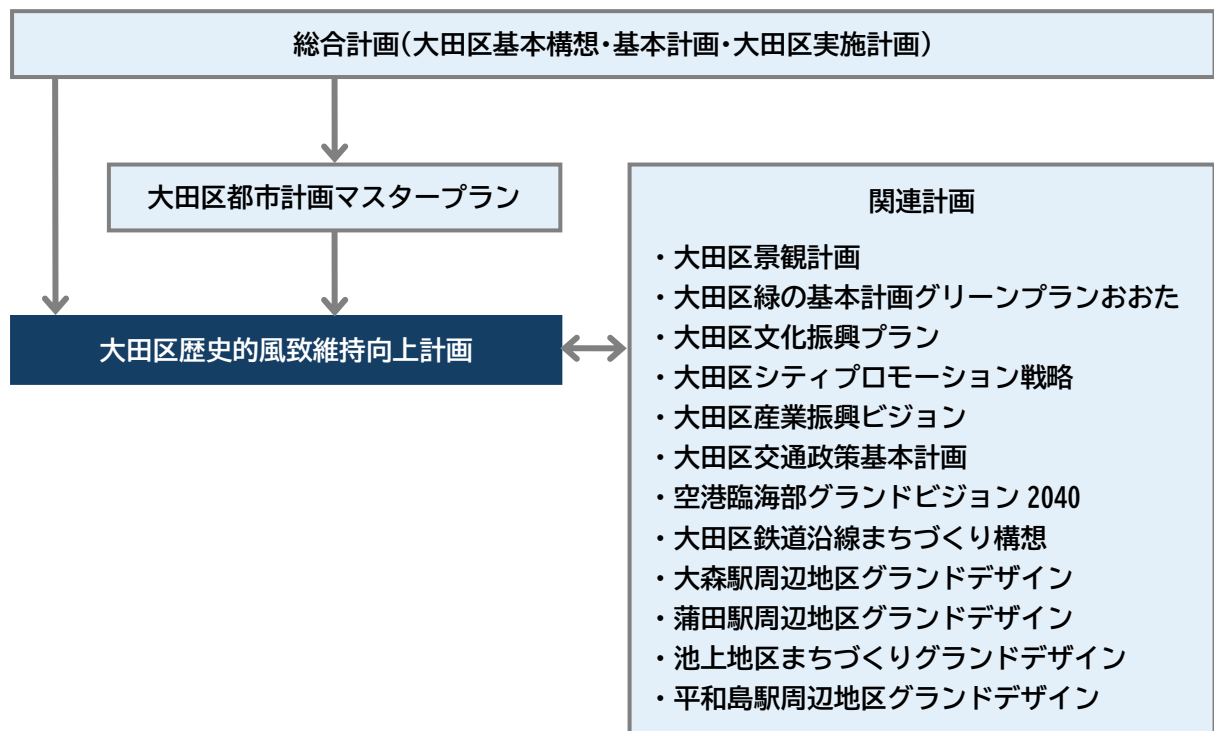 総合計画(大田区基本構想･基本計画･大田区実施計画)
大田区都市計画マスタープラン
大田区歴史的風致維持向上計画
関連計画
・大田区景観計画
・大田区緑の基本計画グリーンプランおおた
・大田区文化振興プラン
・大田区シティプロモーション戦略
・大田区産業振興ビジョン
・大田区交通政策基本計画
・空港臨海部グランドビジョン 2040
・大田区鉄道沿線まちづくり構想
・大森駅周辺地区グランドデザイン
・蒲田駅周辺地区グランドデザイン
・池上地区まちづくりグランドデザイン
・平和島駅周辺地区グランドデザイン